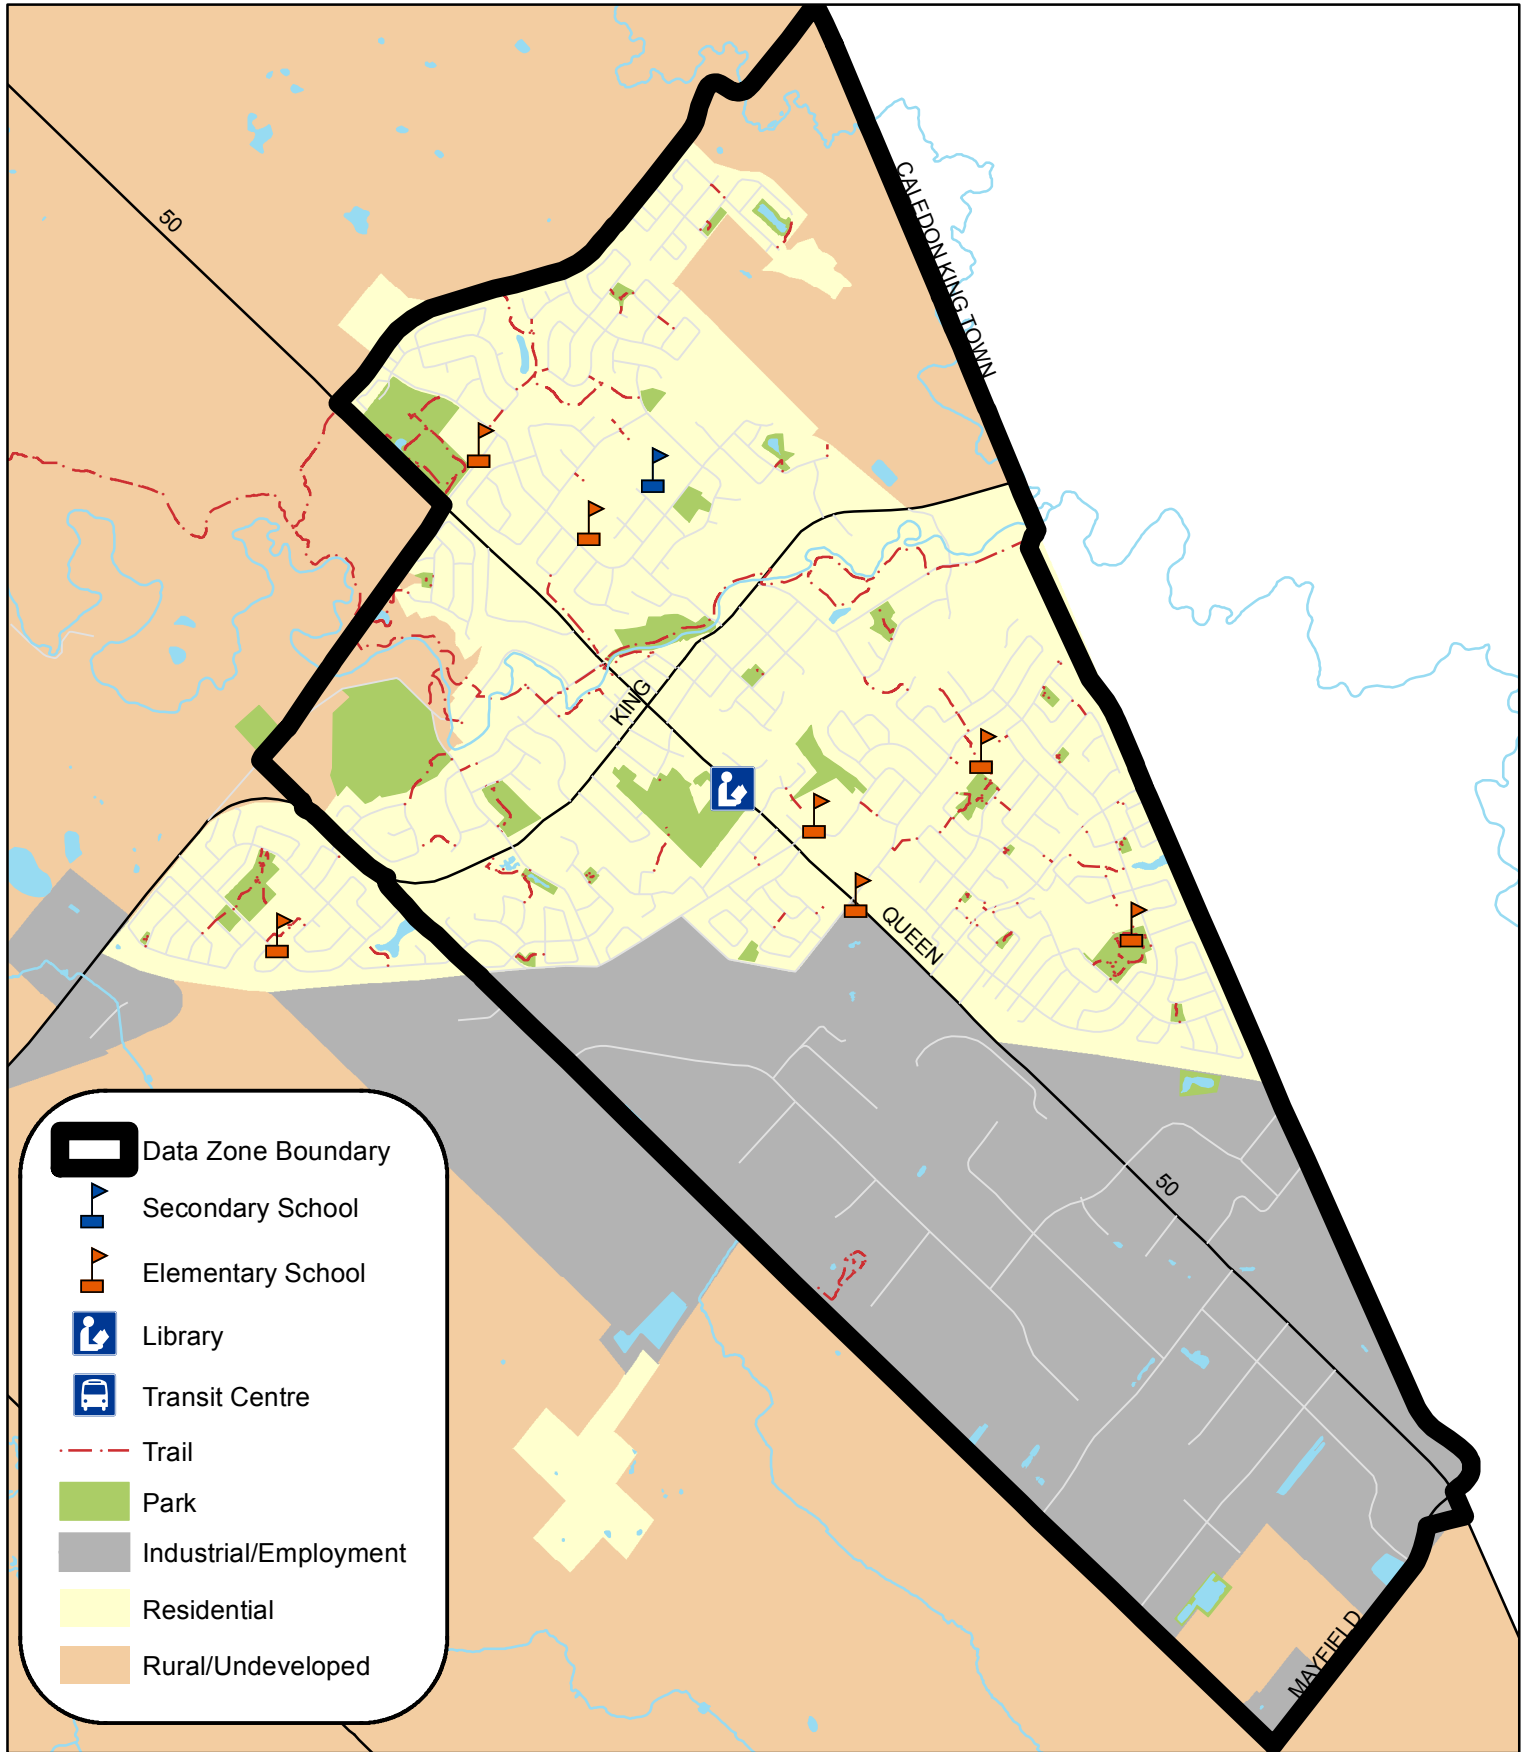 50
CALEDON KING TOWN
KING
QUEEN
50
MAYFIELD
Data Zone Boundary
Secondary School
Elementary School
Library
Transit Centre
Trail
Park
Industrial/Employment
Residential
Rural/Undeveloped